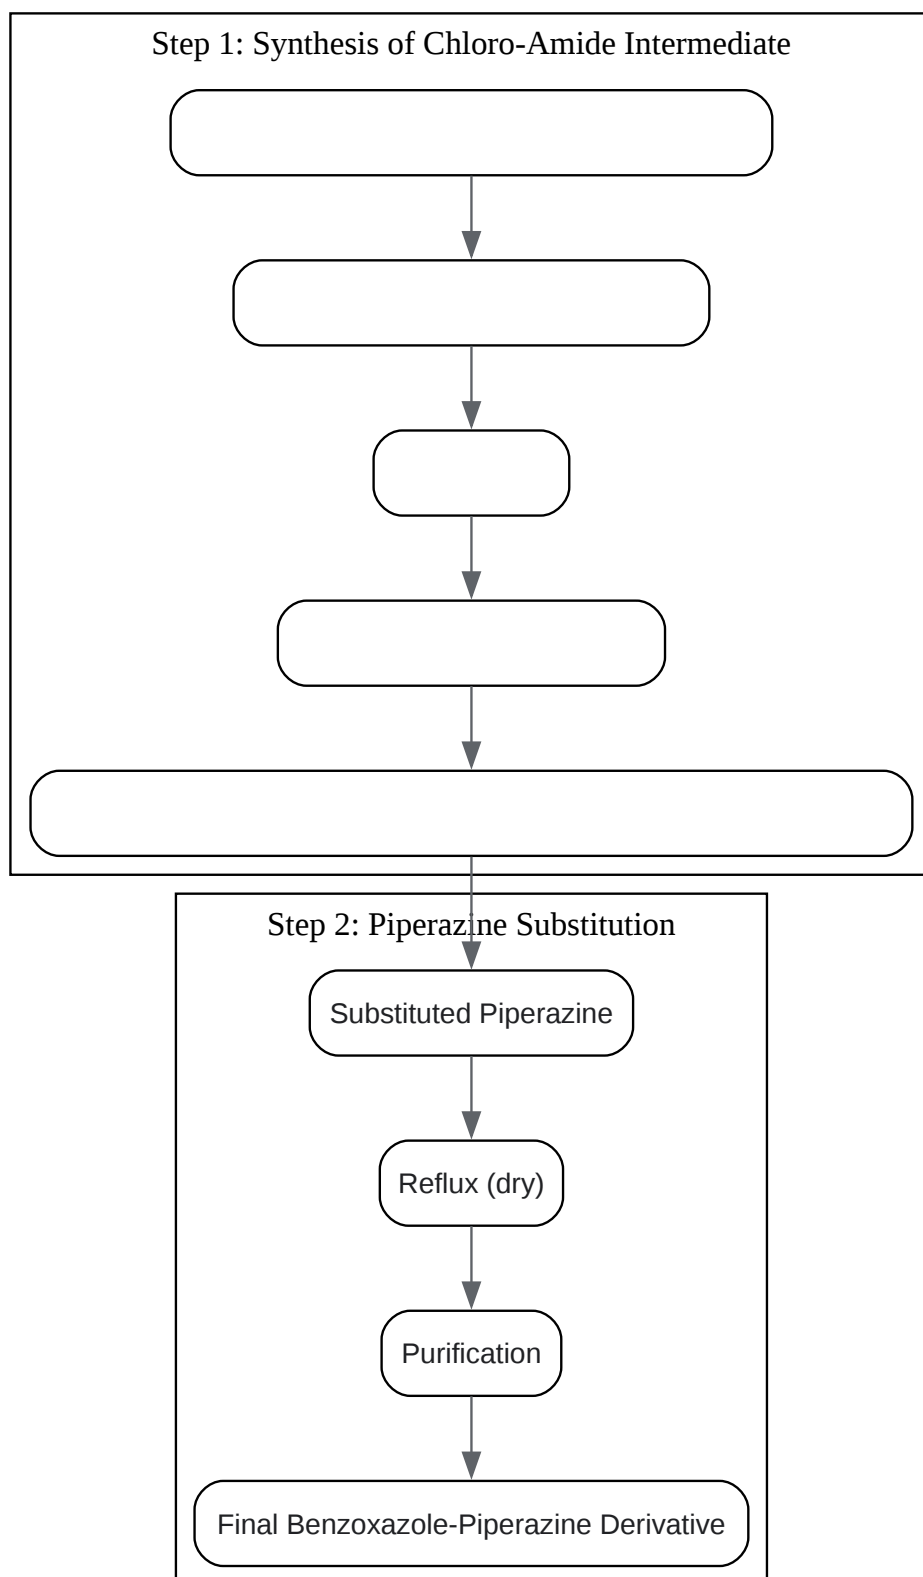 Step 1: Synthesis of Chloro-Amide Intermediate
Step 2: Piperazine Substitution
Substituted Piperazine
Reflux (dry)
Purification
Final Benzoxazole-Piperazine Derivative